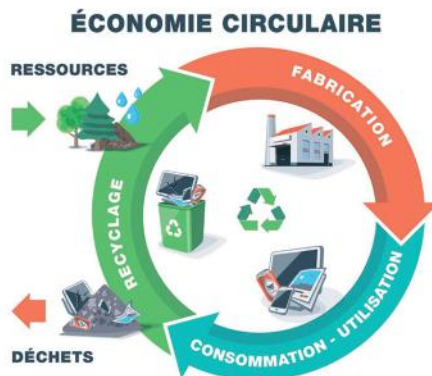 ÉCONOMIE CIRCULAIRE
RESSOURCES
FABRICATION
RECYCLAGE
CONSOMMATION - UTILISATION
DÉCHETS